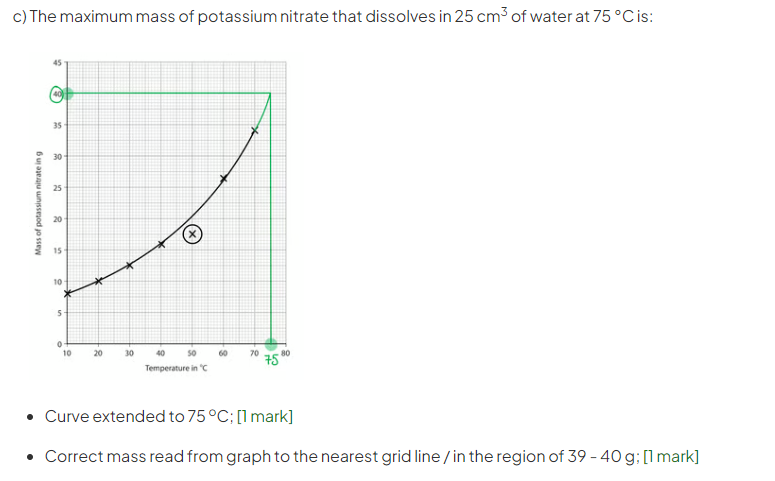 c) The maximum mass of potassium nitrate that dissolves in 25 cm³ of water at 75 °C is:
45
40
35
30
25
20
15
10
5
0
Mass of potassium nitrate in g
10 20 30 40 50 60 70 75 80
Temperature in °C
• Curve extended to 75 °C; [1 mark]
• Correct mass read from graph to the nearest grid line / in the region of 39 – 40 g; [1 mark]